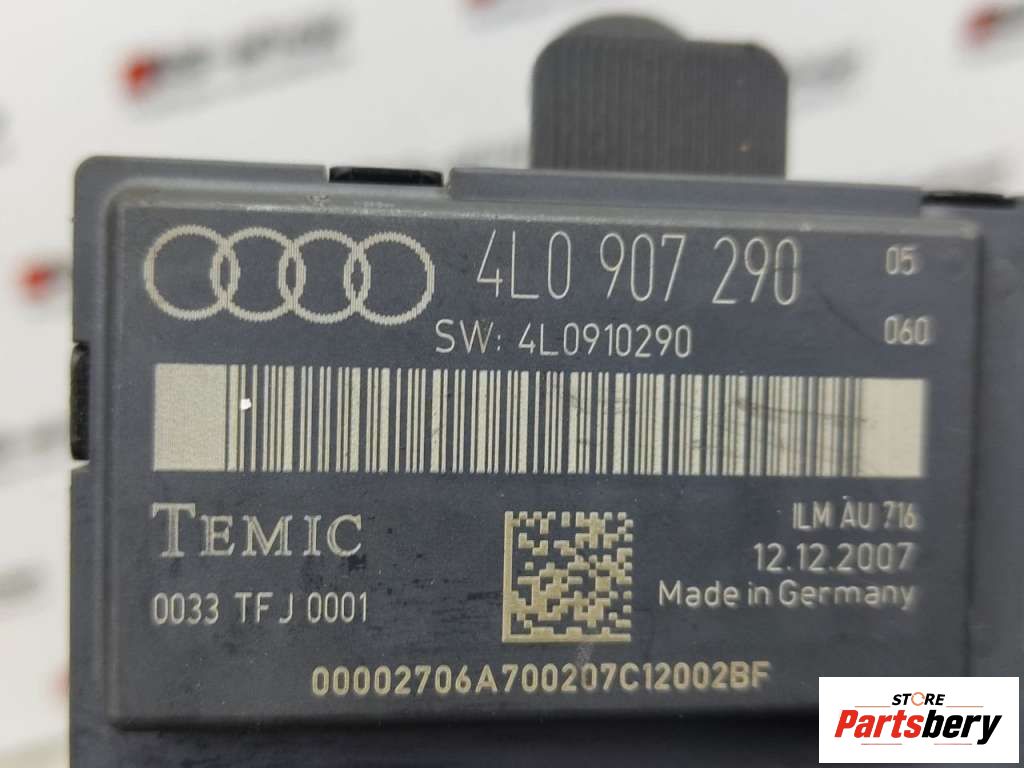 4L0 907 290 05
SW: 4L0910290 060
TEMIC
ILM AU 716
12.12.2007
0033 TFJ 0001
Made in Germany
00002706A700207C12002BF
STORE
Partsbery